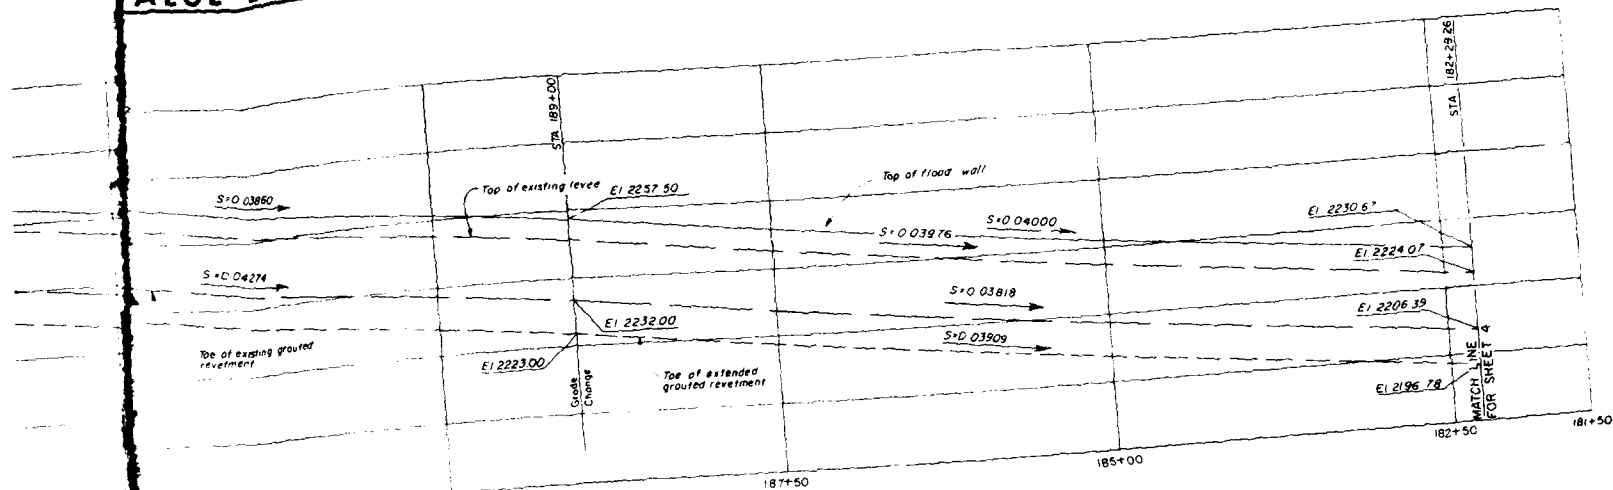 STA 189+00
STA 182+29.26
Top of existing levee
El 2257 50
Top of flood wall
S=0 03860
S=0 04000
El 2230 67
S=0 03976
El 2224 07
S=0 04274
S=0 03818
El 2206 39
El 2232.00
S=0 03909
Toe of existing grouted
revetment
El 2223.00
Toe of extended
grouted revetment
El 2196 78
Grade
Change
MATCH LINE
FOR SHEET 4
187+50
185+00
182+50
181+50